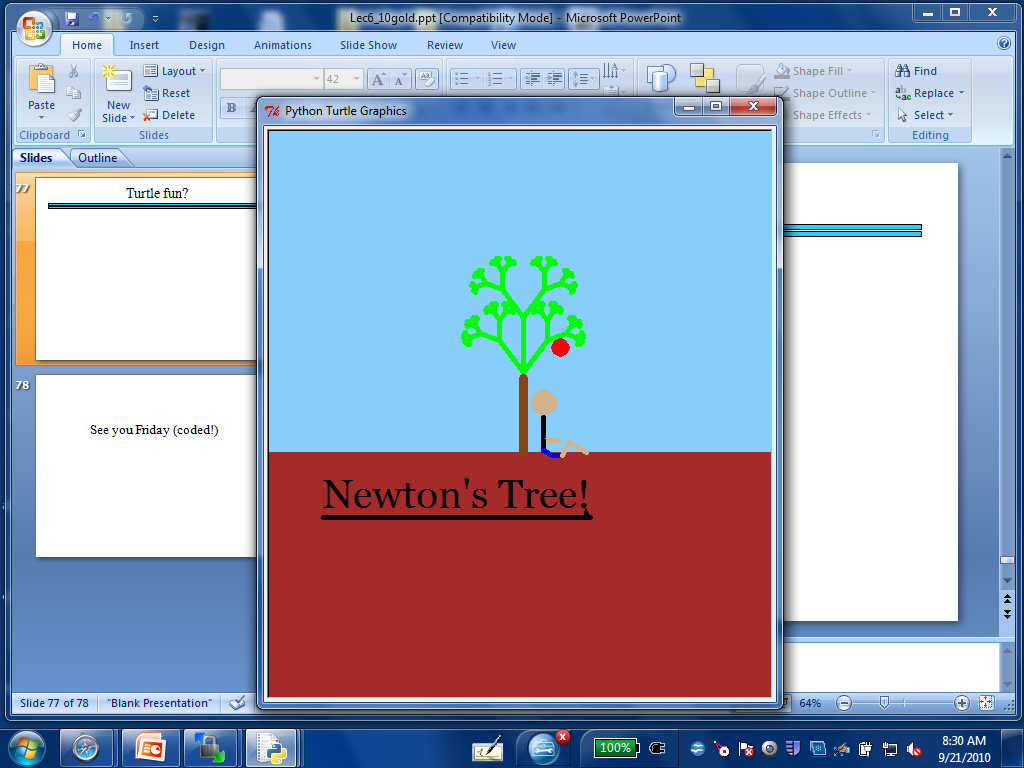 Lec6_10gold.ppt [Compatibility Mode] - Microsoft PowerPoint
Home Insert Design Animations Slide Show Review View
Paste
Clipboard
New Slide
Layout
Reset
Delete
Slides
42
B
Shape Fill
Shape Outline
Shape Effects
Find
Replace
Select
Editing
Slides Outline
77
Turtle fun?
78
See you Friday (coded!)
Python Turtle Graphics
Newton's Tree!
Slide 77 of 78 "Blank Presentation" 64%
100%
8:30 AM
9/21/2010